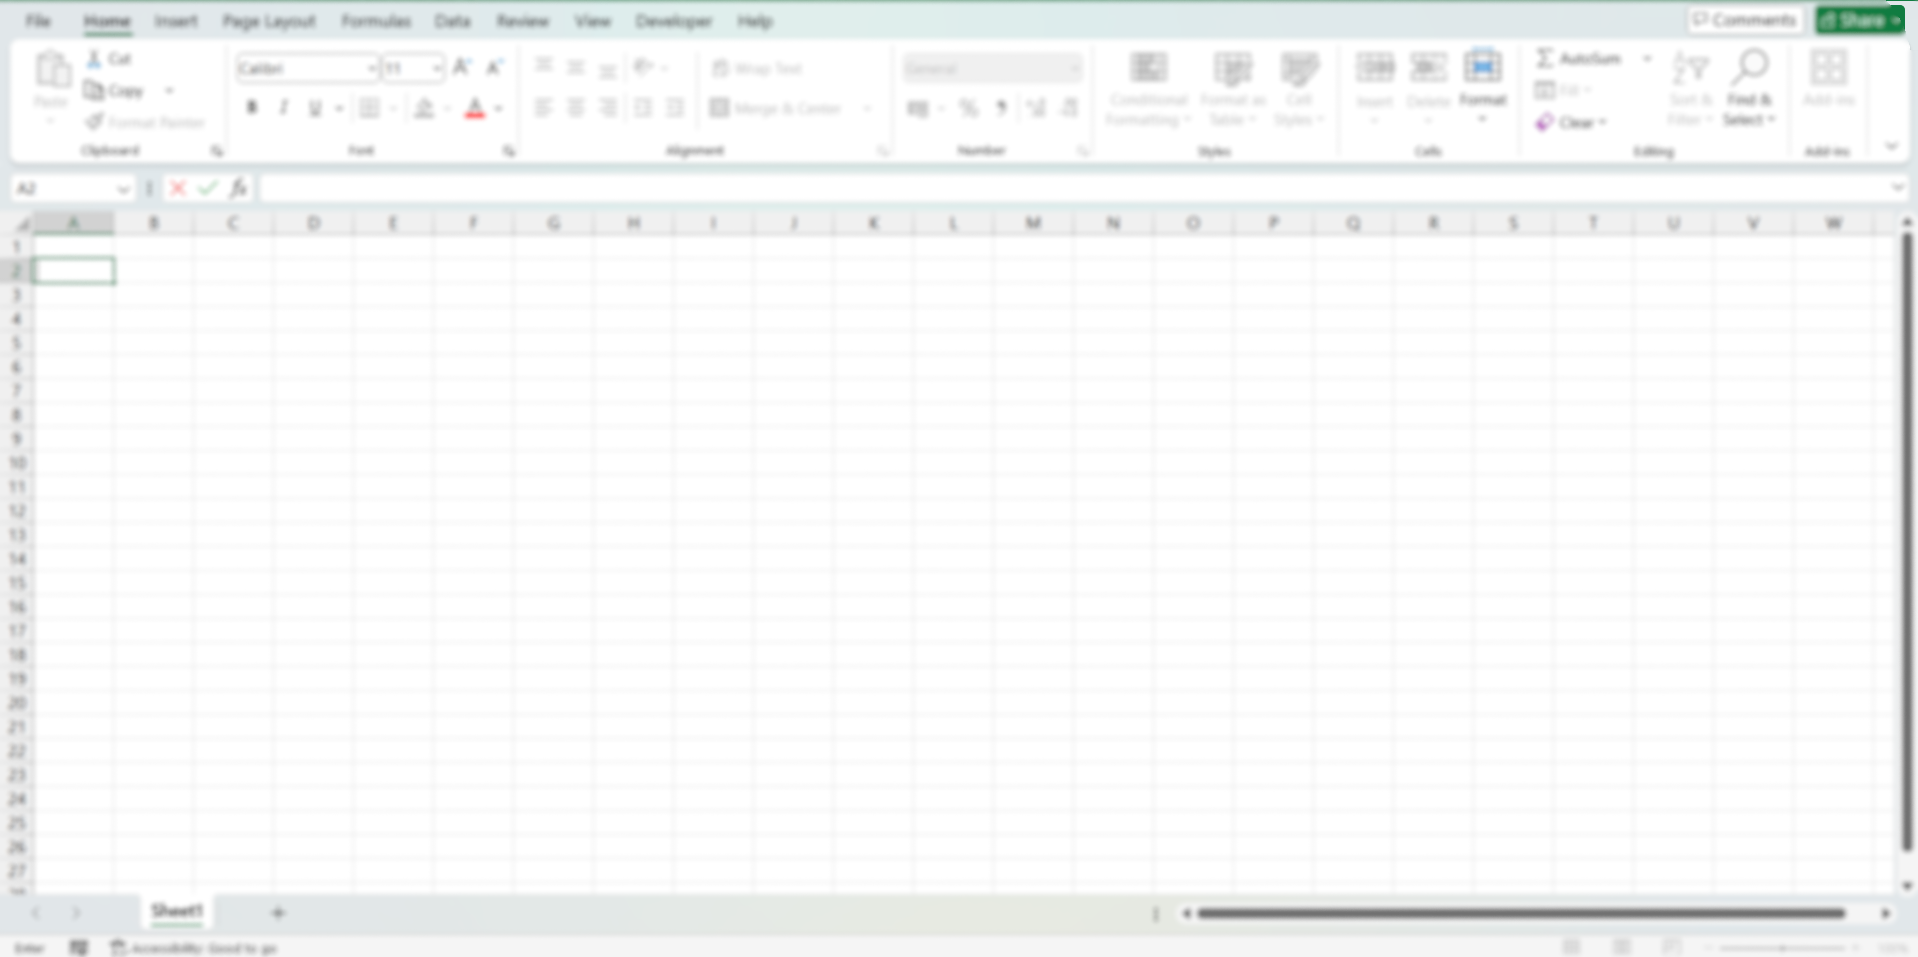 File Home Insert Page Layout Formulas Data Review View Developer Help Comments Share
Cut
Copy
Paste
Format Painter
Clipboard
Calibri 11
B I U
Font
Wrap Text
Merge & Center
Alignment
General
Number
Conditional Formatting
Format as Table
Cell Styles
Styles
Insert Delete Format
Cells
AutoSum
Fill
Clear
Sort & Filter
Find & Select
Editing
Add-ins
Add-ins
A2 fx
A B C D E F G H I J K L M N O P Q R S T U V W
1
2
3
4
5
6
7
8
9
10
11
12
13
14
15
16
17
18
19
20
21
22
23
24
25
26
27
Sheet1
Enter Accessibility: Good to go